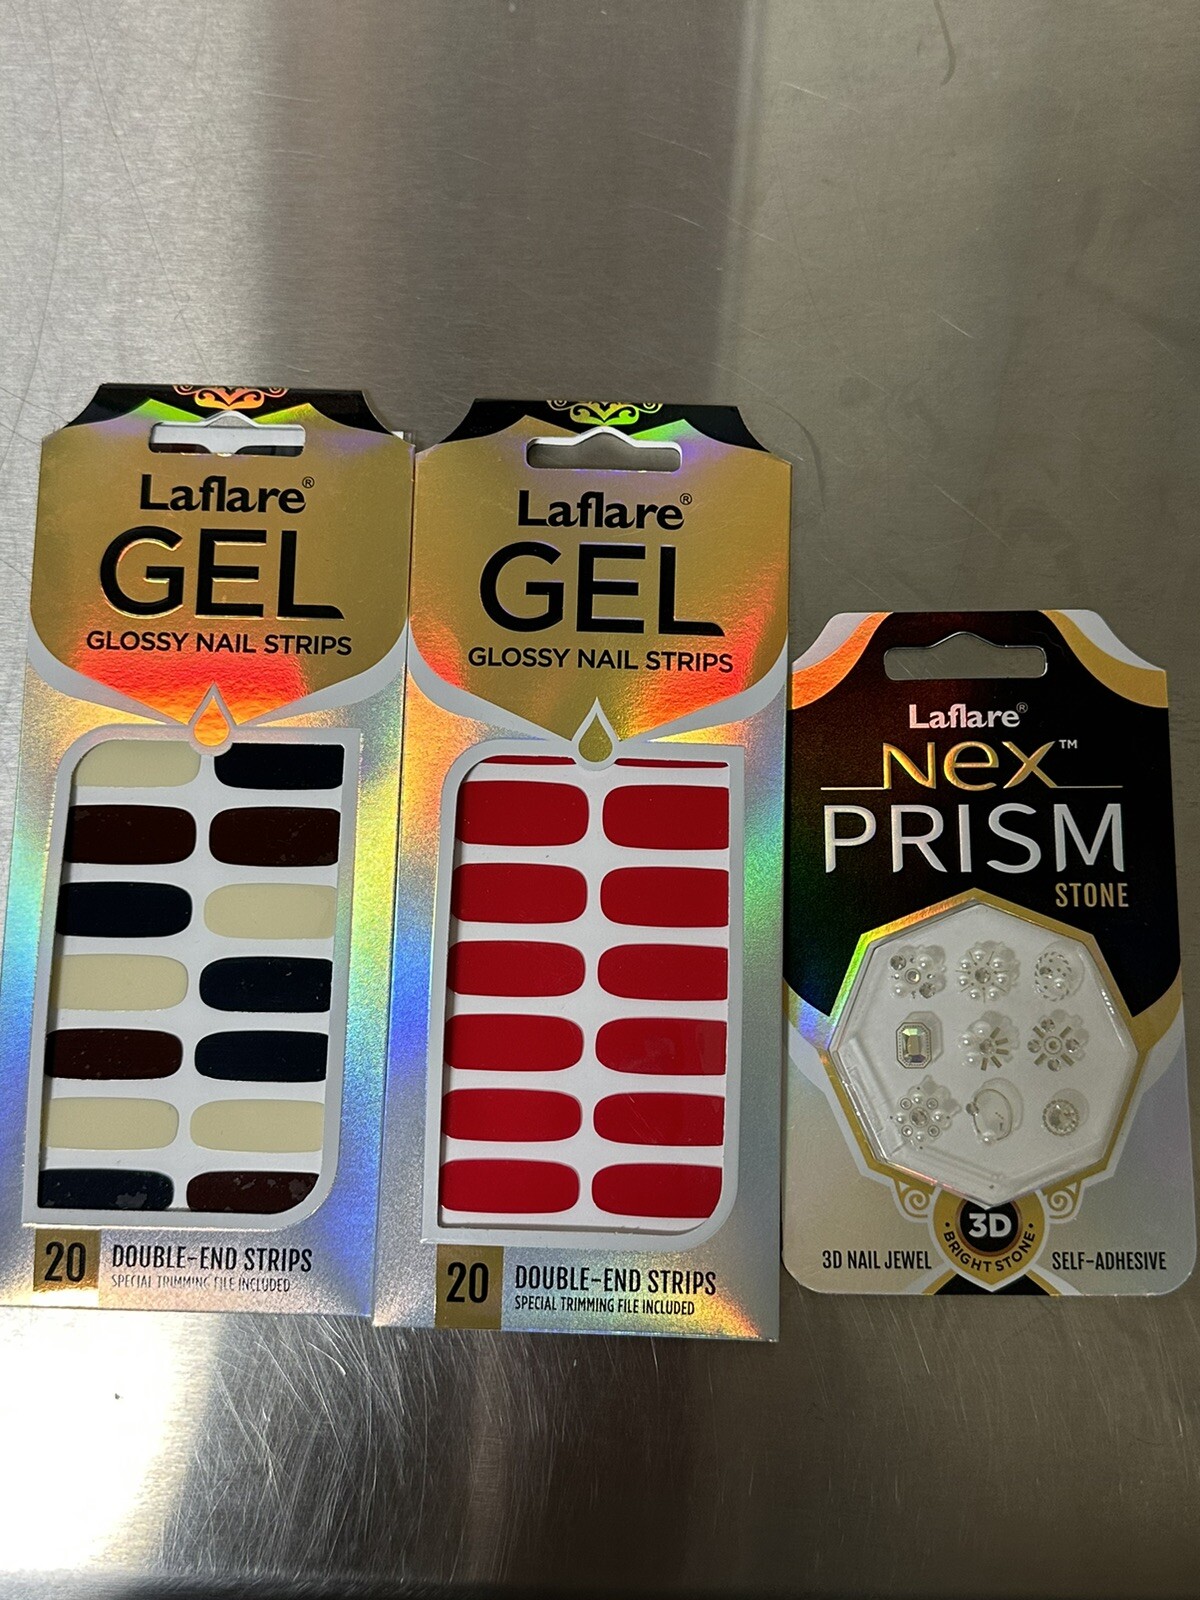 Laflare®
GEL
GLOSSY NAIL STRIPS
20
DOUBLE-END STRIPS
SPECIAL TRIMMING FILE INCLUDED
Laflare®
GEL
GLOSSY NAIL STRIPS
20
DOUBLE-END STRIPS
SPECIAL TRIMMING FILE INCLUDED
Laflare®
Nex™
PRISM
STONE
3D NAIL JEWEL
3D
BRIGHT STONE
SELF-ADHESIVE